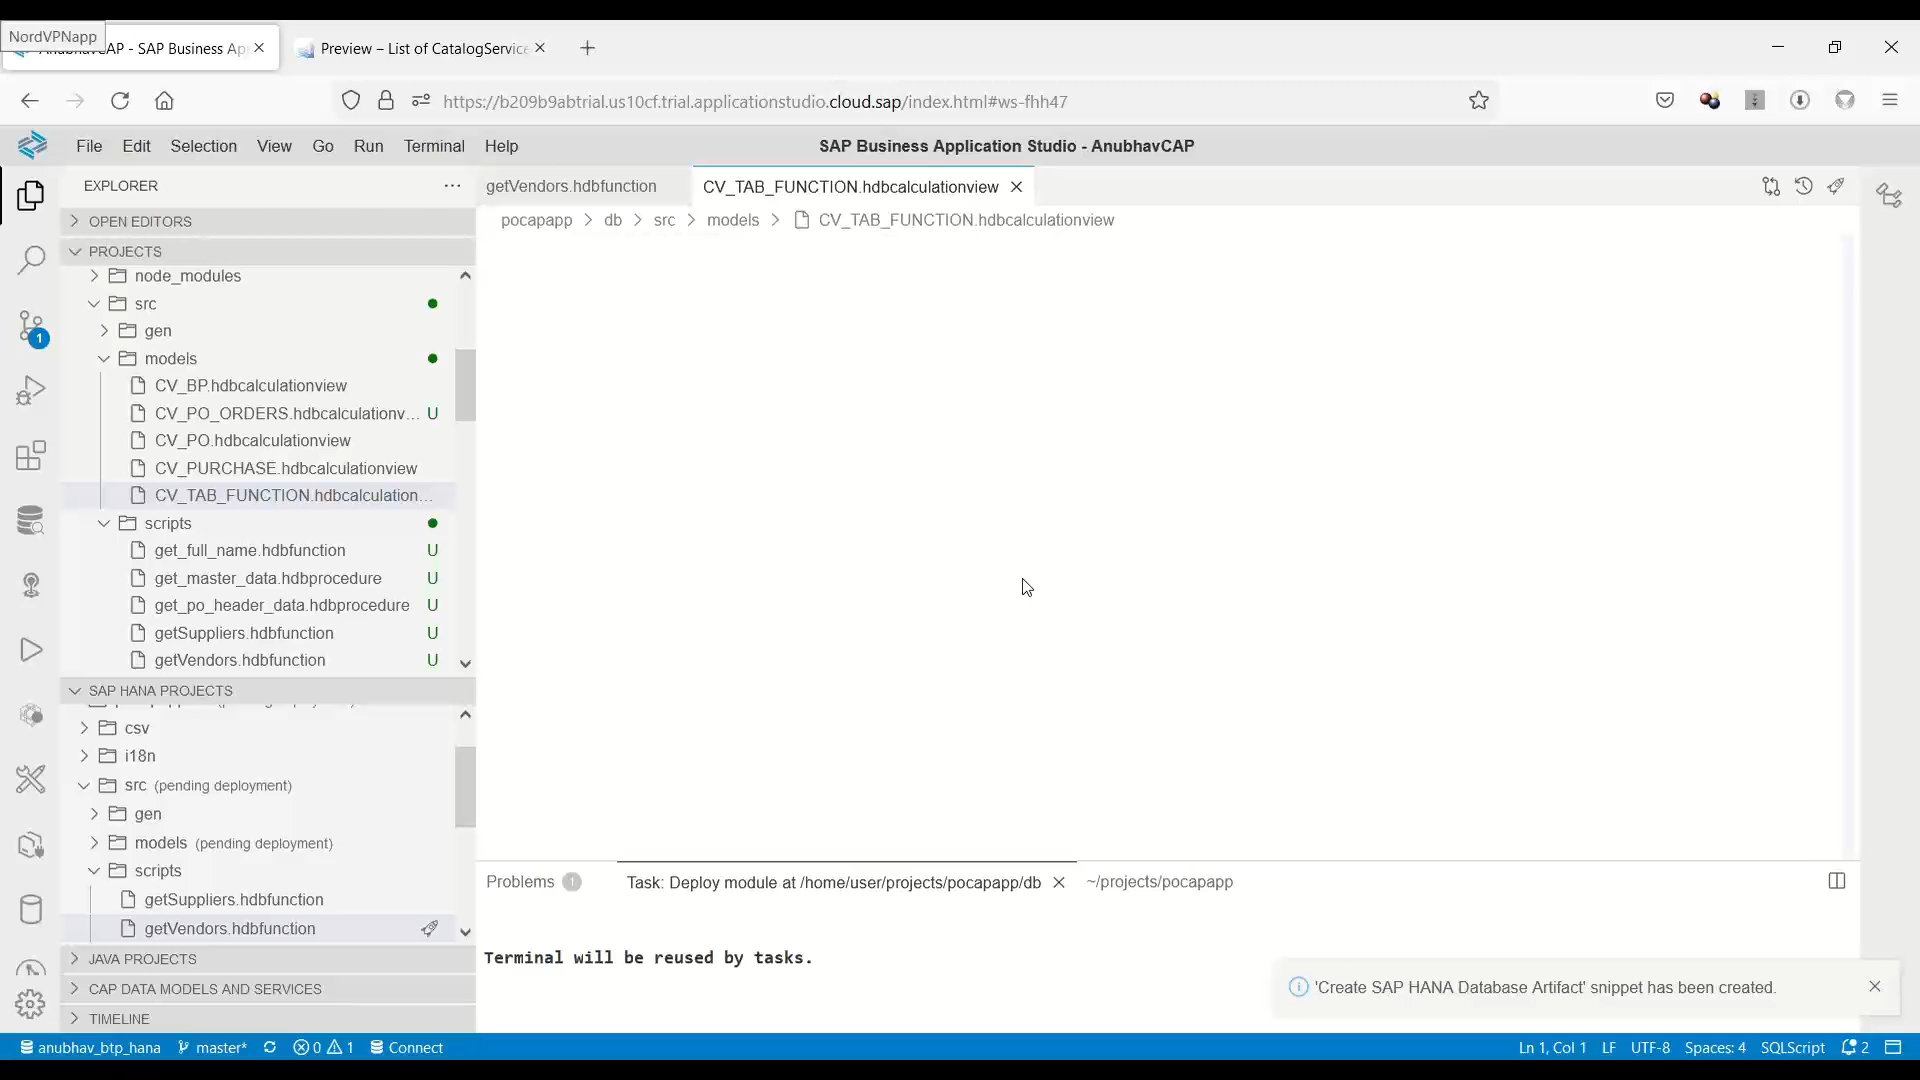 NordVPNapp
CAP - SAP Business Ap
Preview – List of CatalogService
https://b209b9abtrial.us10cf.trial.applicationstudio.cloud.sap/index.html#ws-fhh47
File Edit Selection View Go Run Terminal Help
SAP Business Application Studio - AnubhavCAP
EXPLORER
getVendors.hdbfunction
CV_TAB_FUNCTION.hdbcalculationview
OPEN EDITORS
pocapapp > db > src > models > CV_TAB_FUNCTION.hdbcalculationview
PROJECTS
node_modules
src
gen
models
CV_BP.hdbcalculationview
CV_PO_ORDERS.hdbcalculationv... U
CV_PO.hdbcalculationview
CV_PURCHASE.hdbcalculationview
CV_TAB_FUNCTION.hdbcalculation...
scripts
get_full_name.hdbfunction U
get_master_data.hdbprocedure U
get_po_header_data.hdbprocedure U
getSuppliers.hdbfunction U
getVendors.hdbfunction U
1
SAP HANA PROJECTS
csv
i18n
src (pending deployment)
gen
models (pending deployment)
scripts
getSuppliers.hdbfunction
getVendors.hdbfunction
JAVA PROJECTS
CAP DATA MODELS AND SERVICES
TIMELINE
Problems 1
Task: Deploy module at /home/user/projects/pocapapp/db
~/projects/pocapapp
Terminal will be reused by tasks.
'Create SAP HANA Database Artifact' snippet has been created.
anubhav_btp_hana master* 0 1 Connect
Ln 1, Col 1 LF UTF-8 Spaces: 4 SQLScript 2